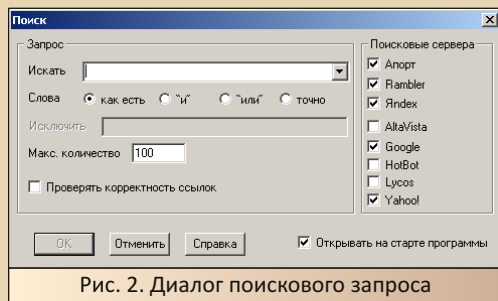 Поиск
Запрос
Искать
Слова как есть "и" "или" точно
Исключить
Макс. количество 100
Проверять корректность ссылок
Поисковые сервера
Апорт
Rambler
Яndex
AltaVista
Google
HotBot
Lycos
Yahoo!
OK Отменить Справка Открывать на старте программы
Рис. 2. Диалог поискового запроса